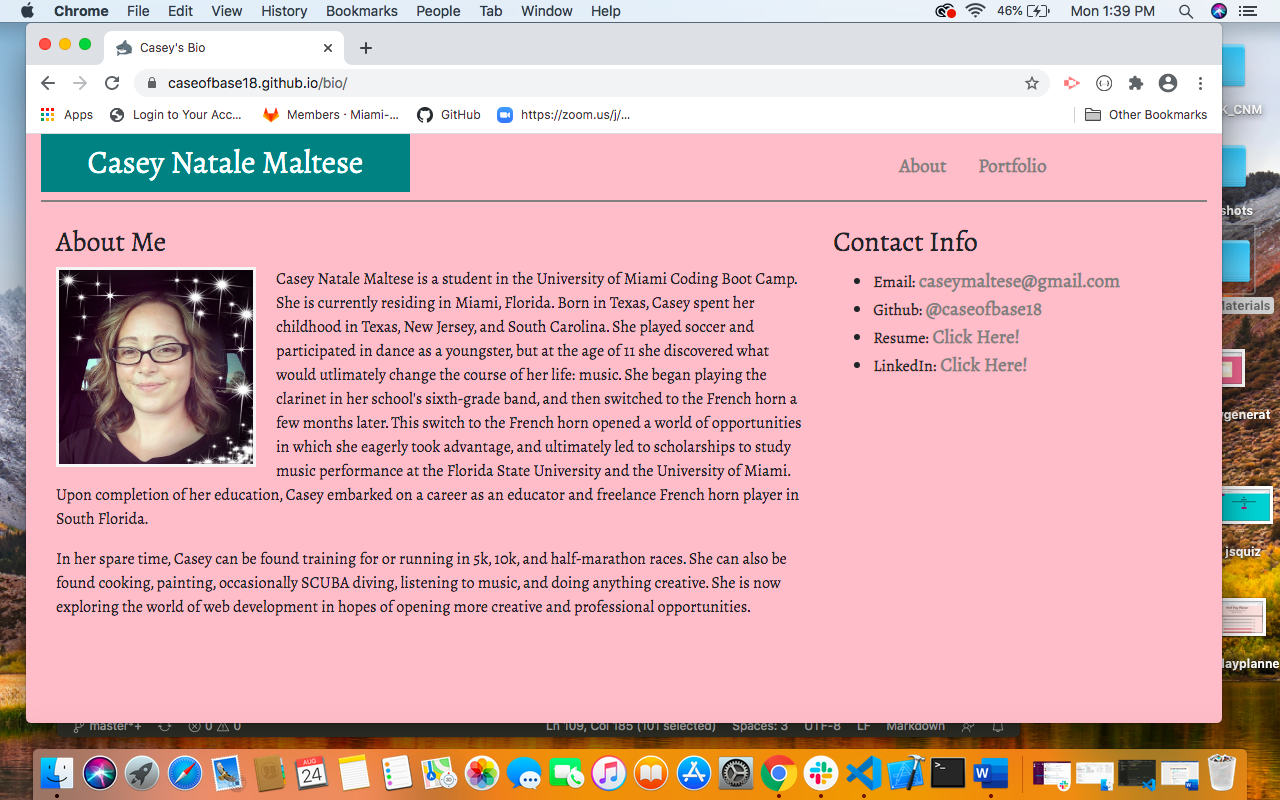 Chrome File Edit View History Bookmarks People Tab Window Help 46% Mon 1:39 PM
Casey's Bio
caseofbase18.github.io/bio/
Apps Login to Your Acc... Members · Miami-... GitHub https://zoom.us/j/... Other Bookmarks
Casey Natale Maltese
About Portfolio
About Me
Casey Natale Maltese is a student in the University of Miami Coding Boot Camp.
She is currently residing in Miami, Florida. Born in Texas, Casey spent her
childhood in Texas, New Jersey, and South Carolina. She played soccer and
participated in dance as a youngster, but at the age of 11 she discovered what
would utlimately change the course of her life: music. She began playing the
clarinet in her school's sixth-grade band, and then switched to the French horn a
few months later. This switch to the French horn opened a world of opportunities
in which she eagerly took advantage, and ultimately led to scholarships to study
music performance at the Florida State University and the University of Miami.
Upon completion of her education, Casey embarked on a career as an educator and freelance French horn player in
South Florida.
In her spare time, Casey can be found training for or running in 5k, 10k, and half-marathon races. She can also be
found cooking, painting, occasionally SCUBA diving, listening to music, and doing anything creative. She is now
exploring the world of web development in hopes of opening more creative and professional opportunities.
Contact Info
Email: caseymaltese@gmail.com
Github: @caseofbase18
Resume: Click Here!
LinkedIn: Click Here!
_CNM
shots
Materials
generat
jsquiz
dayplanne
master*+ 0 0 Ln 109, Col 185 (101 selected) Spaces: 3 UTF-8 LF Markdown
AUG
24